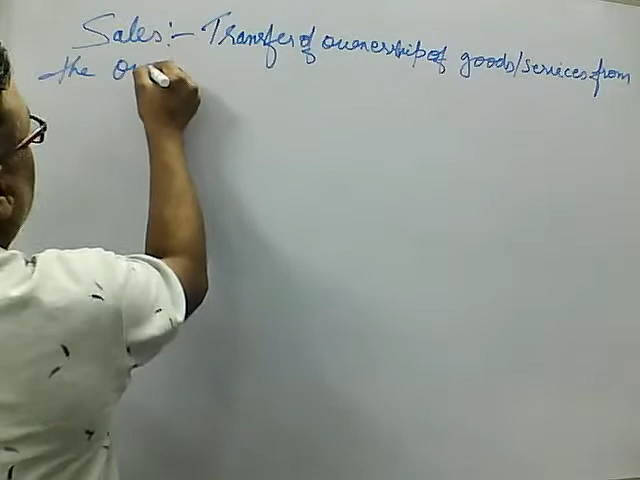 Sales:- Transfer of ownership of goods/services from
the